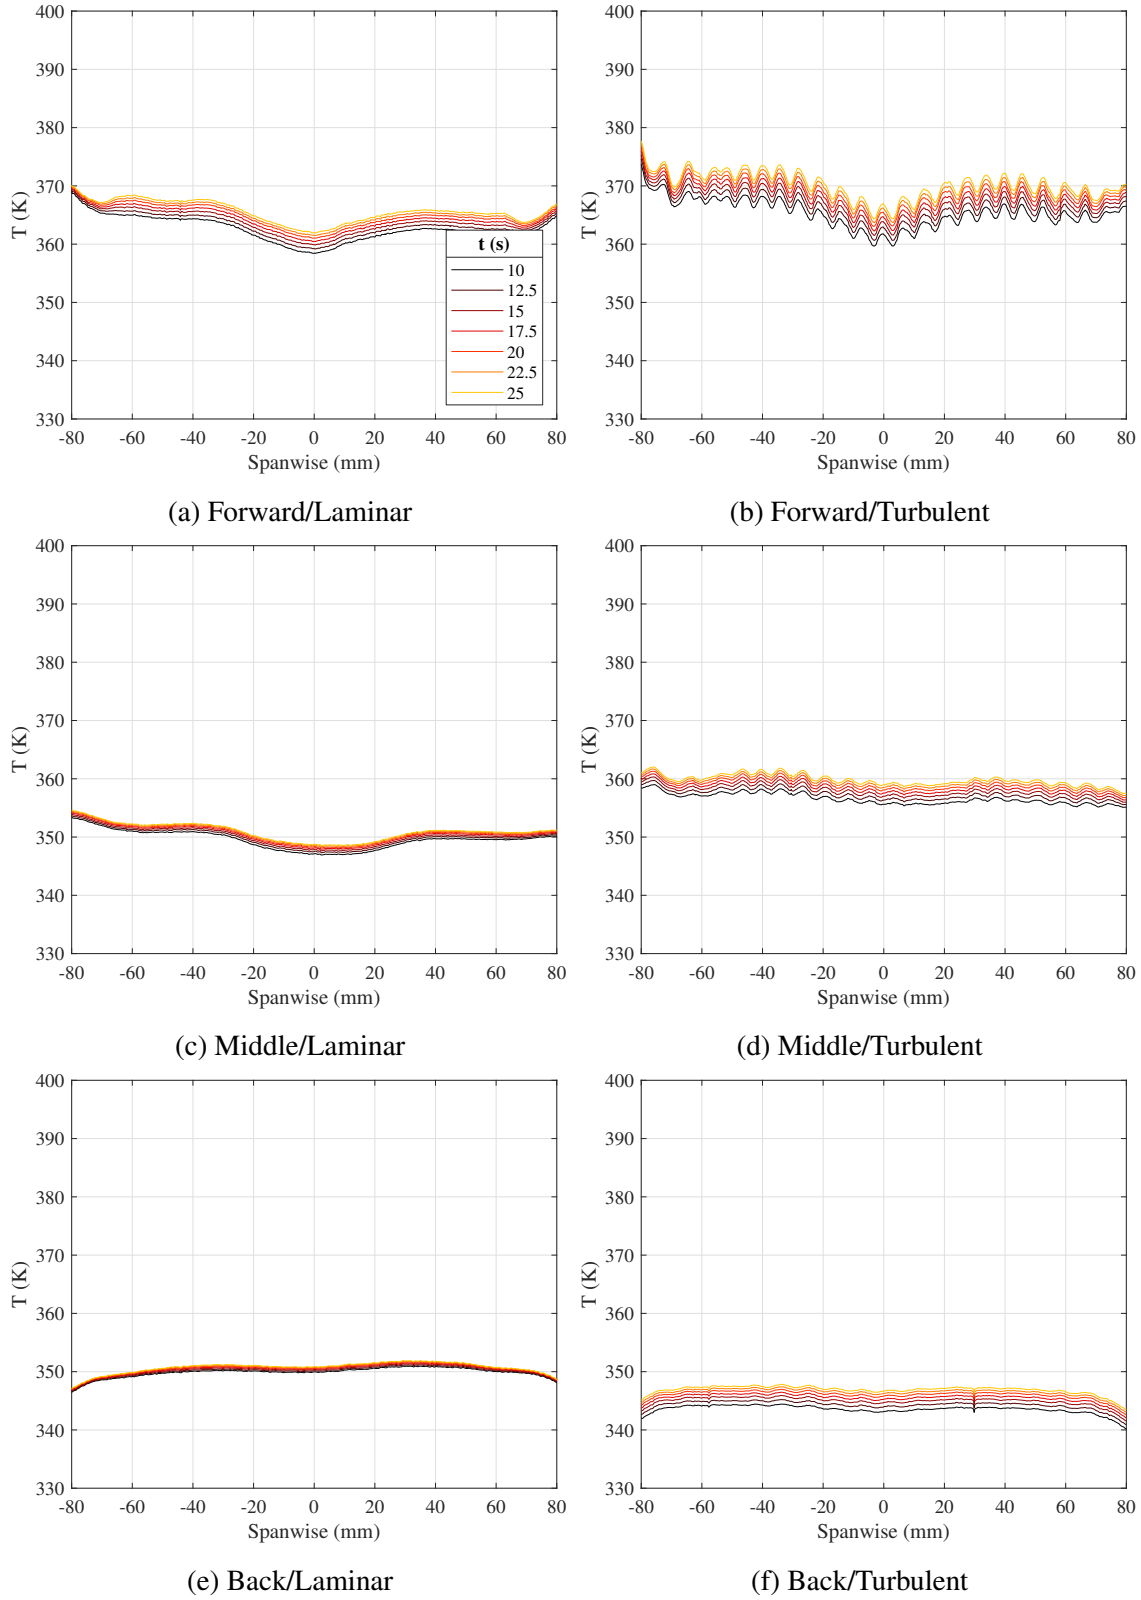 400
390
380
370
360
350
340
330
T (K)
-80 -60 -40 -20 0 20 40 60 80
Spanwise (mm)
t (s)
10
12.5
15
17.5
20
22.5
25
(a) Forward/Laminar
400
390
380
370
360
350
340
330
T (K)
-80 -60 -40 -20 0 20 40 60 80
Spanwise (mm)
(b) Forward/Turbulent
400
390
380
370
360
350
340
330
T (K)
-80 -60 -40 -20 0 20 40 60 80
Spanwise (mm)
(c) Middle/Laminar
400
390
380
370
360
350
340
330
T (K)
-80 -60 -40 -20 0 20 40 60 80
Spanwise (mm)
(d) Middle/Turbulent
400
390
380
370
360
350
340
330
T (K)
-80 -60 -40 -20 0 20 40 60 80
Spanwise (mm)
(e) Back/Laminar
400
390
380
370
360
350
340
330
T (K)
-80 -60 -40 -20 0 20 40 60 80
Spanwise (mm)
(f) Back/Turbulent